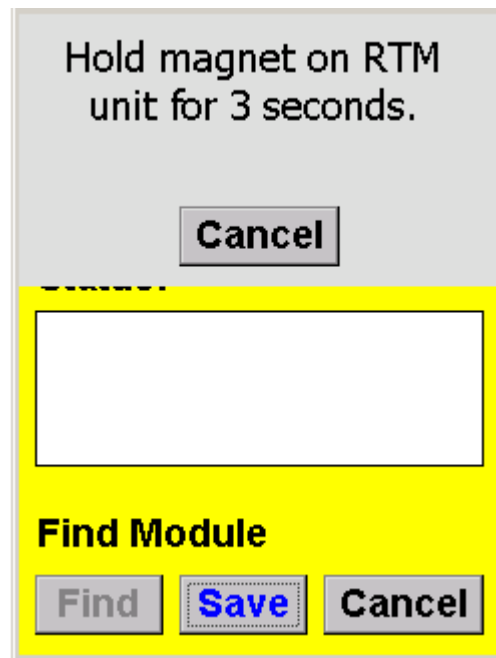 Hold magnet on RTM
unit for 3 seconds.
Cancel
Find Module
Find Save Cancel